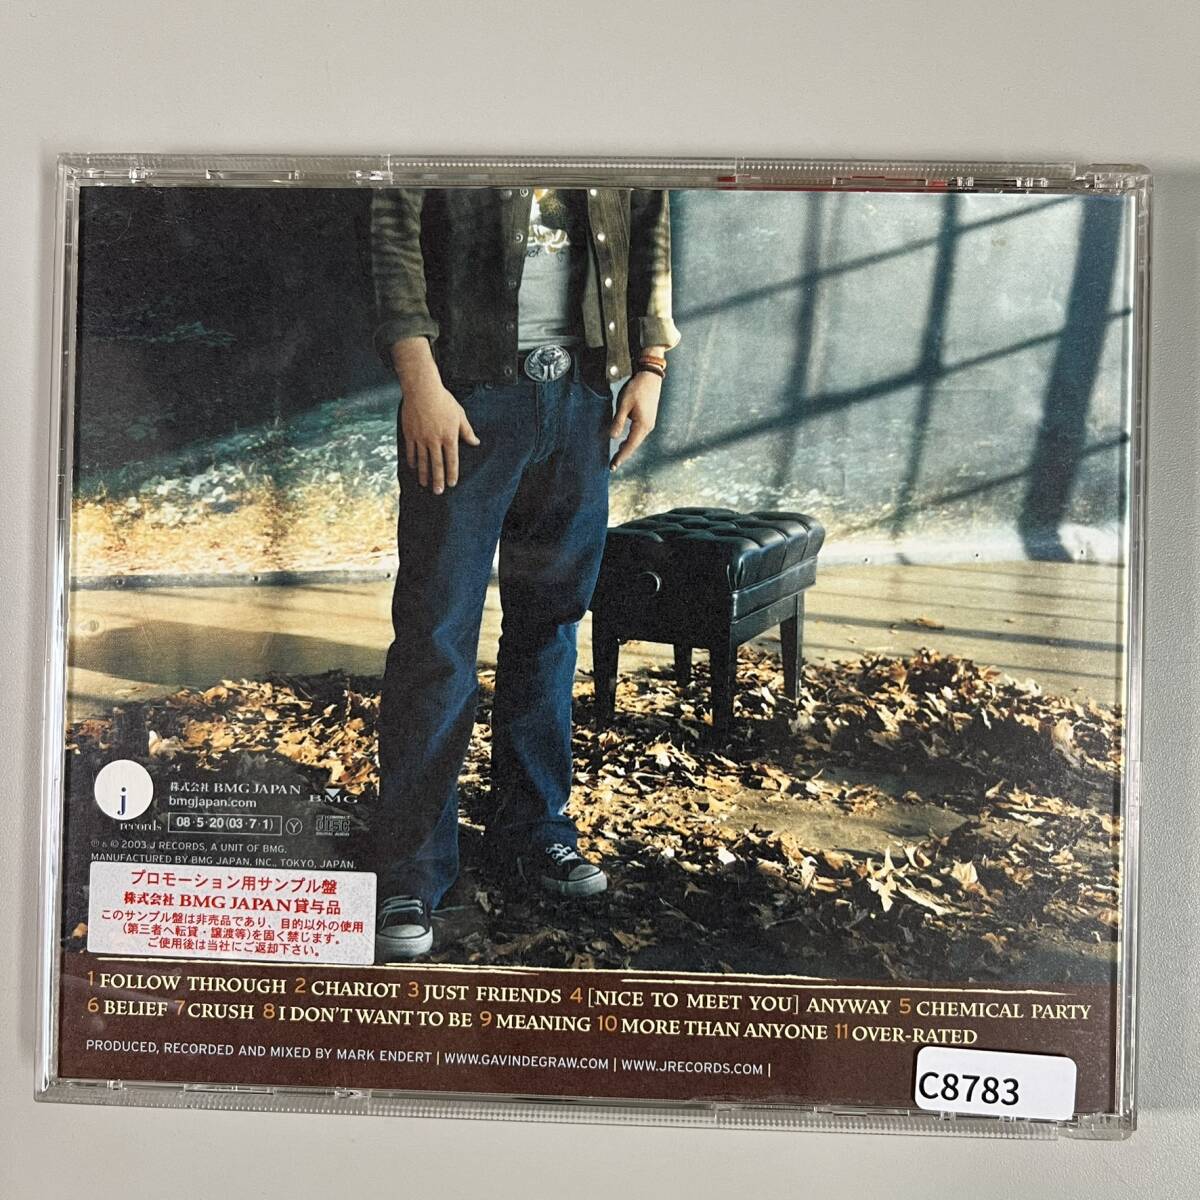 j
records
株式会社 BMG JAPAN
bmgjapan.com
BMG
08・5・20(03・7・1)
Y
COMPACT
disc
DIGITAL AUDIO
℗ & © 2003 J RECORDS, A UNIT OF BMG.
MANUFACTURED BY BMG JAPAN, INC., TOKYO, JAPAN.
プロモーション用サンプル盤
株式会社 BMG JAPAN貸与品
このサンプル盤は非売品であり、目的以外の使用
(第三者へ転貸・譲渡等)を固く禁じます。
ご使用後は当社にご返却下さい。
1 FOLLOW THROUGH 2 CHARIOT 3 JUST FRIENDS 4 [NICE TO MEET YOU] ANYWAY 5 CHEMICAL PARTY
6 BELIEF 7 CRUSH 8 I DON'T WANT TO BE 9 MEANING 10 MORE THAN ANYONE 11 OVER-RATED
PRODUCED, RECORDED AND MIXED BY MARK ENDERT | WWW.GAVINDEGRAW.COM | WWW.JRECORDS.COM |
C8783